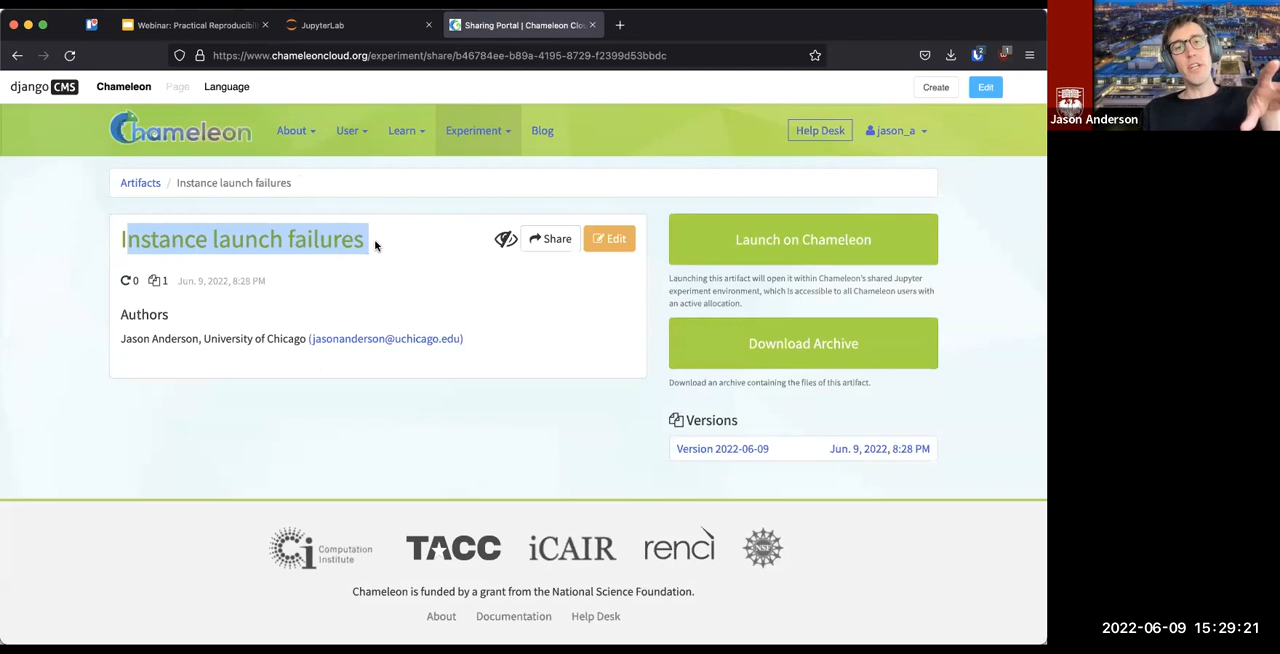 Webinar: Practical Reproducibil
JupyterLab
Sharing Portal | Chameleon Clou
https://www.chameleoncloud.org/experiment/share/b46784ee-b89a-4195-8729-f2399d53bbdc
2
1
django CMS
Chameleon
Page
Language
Create
Edit
Chameleon
About
User
Learn
Experiment
Blog
Help Desk
jason_a
Jason Anderson
Artifacts / Instance launch failures
Instance launch failures
Share
Edit
0 1 Jun. 9, 2022, 8:28 PM
Authors
Jason Anderson, University of Chicago (jasonanderson@uchicago.edu)
Launch on Chameleon
Launching this artifact will open it within Chameleon's shared Jupyter
experiment environment, which is accessible to all Chameleon users with
an active allocation.
Download Archive
Download an archive containing the files of this artifact.
Versions
Version 2022-06-09 Jun. 9, 2022, 8:28 PM
Ci Computation
Institute
TACC
iCAIR
renci
NSF
Chameleon is funded by a grant from the National Science Foundation.
About
Documentation
Help Desk
2022-06-09 15:29:21